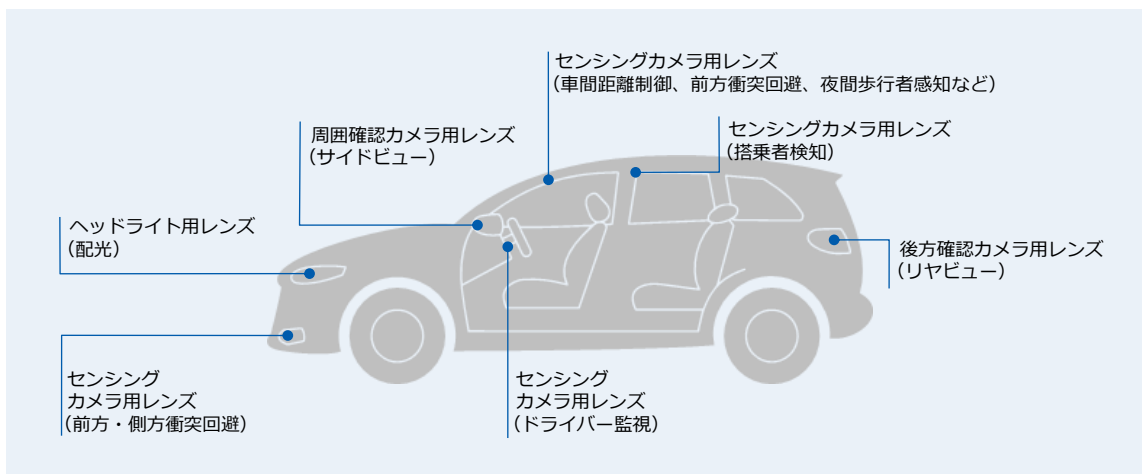 センシングカメラ用レンズ
(車間距離制御、前方衝突回避、夜間歩行者感知など)
周囲確認カメラ用レンズ
(サイドビュー)
センシングカメラ用レンズ
(搭乗者検知)
ヘッドライト用レンズ
(配光)
後方確認カメラ用レンズ
(リヤビュー)
センシング
カメラ用レンズ
(前方・側方衝突回避)
センシング
カメラ用レンズ
(ドライバー監視)